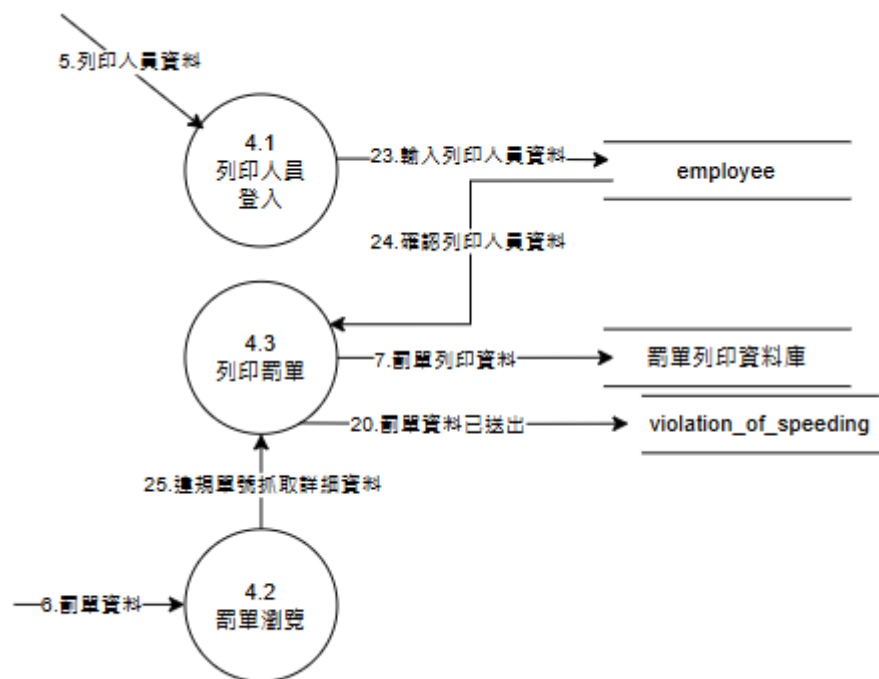 5.列印人員資料
4.1
列印人員
登入
23.輸入列印人員資料
employee
24.確認列印人員資料
4.3
列印罰單
7.罰單列印資料
罰單列印資料庫
20.罰單資料已送出
violation_of_speeding
25.違規單號抓取詳細資料
4.2
罰單瀏覽
6.罰單資料